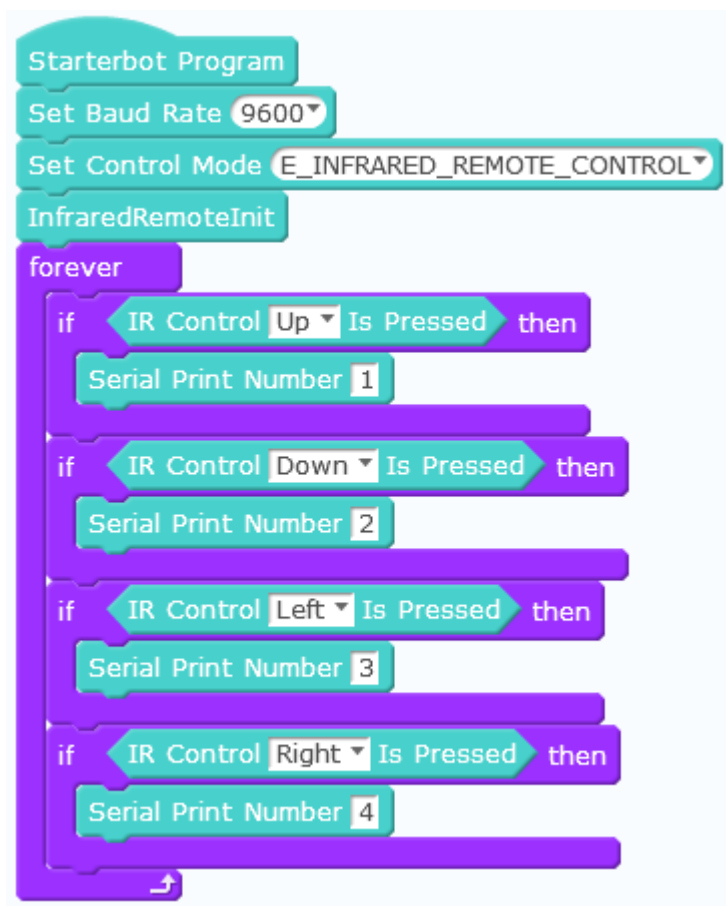 Starterbot Program
Set Baud Rate 9600
Set Control Mode E_INFRARED_REMOTE_CONTROL
InfraredRemoteInit
forever
if IR Control Up Is Pressed then
Serial Print Number 1
if IR Control Down Is Pressed then
Serial Print Number 2
if IR Control Left Is Pressed then
Serial Print Number 3
if IR Control Right Is Pressed then
Serial Print Number 4